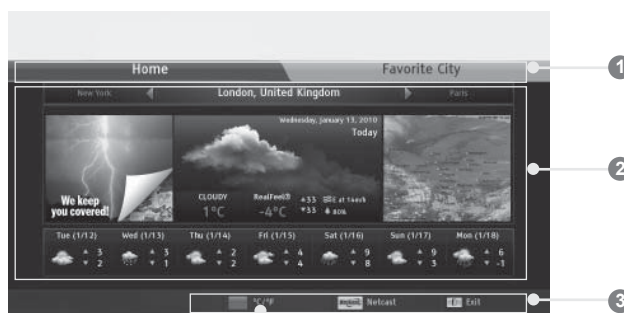 Home
Favorite City
1
New York
London, United Kingdom
Paris
Wednesday, January 13, 2010
Today
2
We keep
you covered!
CLOUDY
1°C
RealFeel®
-4°C
33
33
80%
Tue (1/12)
3
2
Wed (1/13)
3
1
Thu (1/14)
2
2
Fri (1/15)
4
4
Sat (1/16)
9
8
Sun (1/17)
9
3
Mon (1/18)
6
-1
°C/°F
Netcast
Exit
3